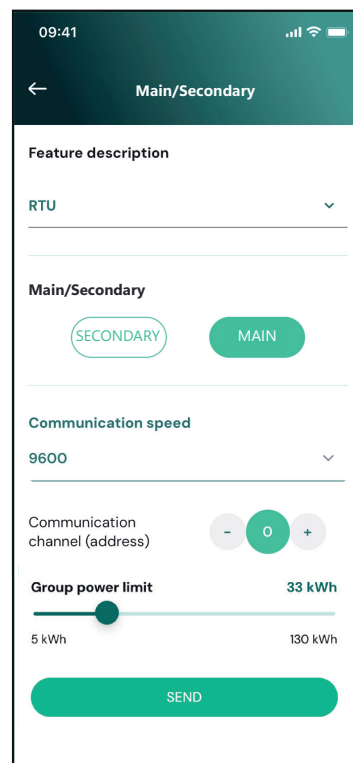 09:41
Main/Secondary
Feature description
RTU
Main/Secondary
SECONDARY MAIN
Communication speed
9600
Communication
channel (address)
- 0 +
Group power limit 33 kWh
5 kWh 130 kWh
SEND